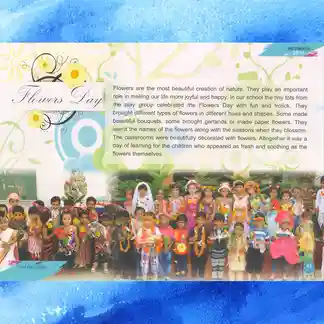 Flowers Day
Flowers are the most beautiful creation of nature. They play an important
role in making our life more joyful and happy. In our school the tiny tots from
the play group celebrated the Flowers Day with fun and frolick. They
brought different types of flowers in different hues and shapes. Some made
beautiful bouquets, some brought garlands or made paper flowers. They
learnt the names of the flowers along with the seasons when they blossom.
The classrooms were beautifully decorated with flowers. Altogether it was a
day of learning for the children who appeared as fresh and soothing as the
flowers themselves.